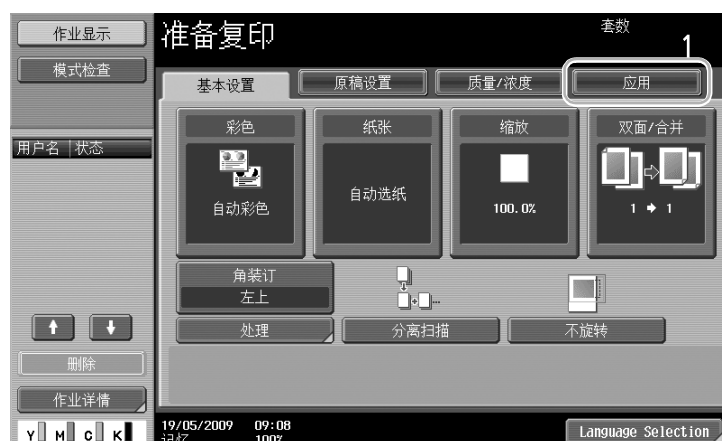 作业显示
准备复印
套数
1
模式检查
基本设置
原稿设置
质量/浓度
应用
用户名 状态
彩色
纸张
缩放
双面/合并
自动彩色
自动选纸
100.0%
1 → 1
角装订
左上
处理
分离扫描
不旋转
删除
作业详情
Y M C K
19/05/2009 09:08
记忆 100%
Language Selection